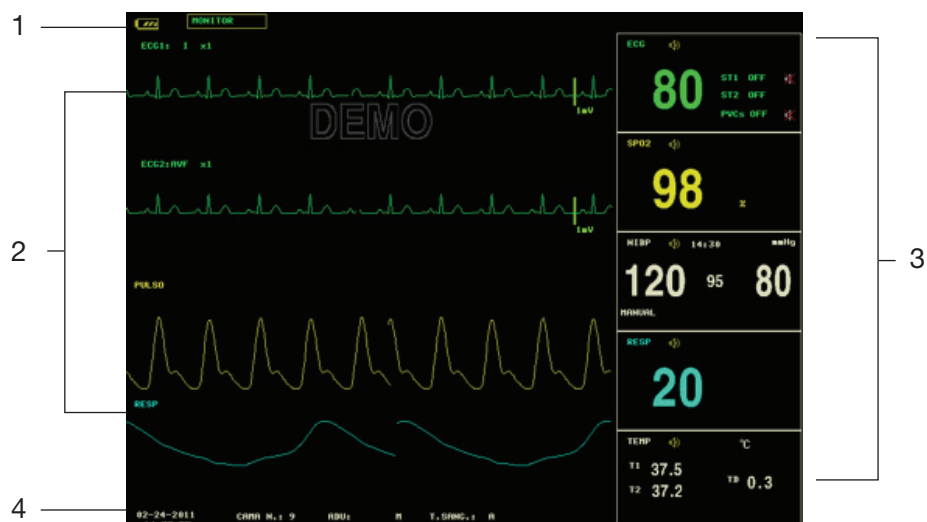 1
MONITOR
ECG1: I x1
1mV
DEMO
ECG2:AVF x1
1mV
2
PULSO
RESP
4
02-24-2011 CAMA N.: 9 ADU: M T.SANG.: A
ECG
80
ST1 OFF
ST2 OFF
PVCs OFF
SPO2
98
%
NIBP 14:30 mmHg
120 95 80
MANUAL
RESP
20
TEMP °C
T1 37.5
T2 37.2
TD 0.3
3